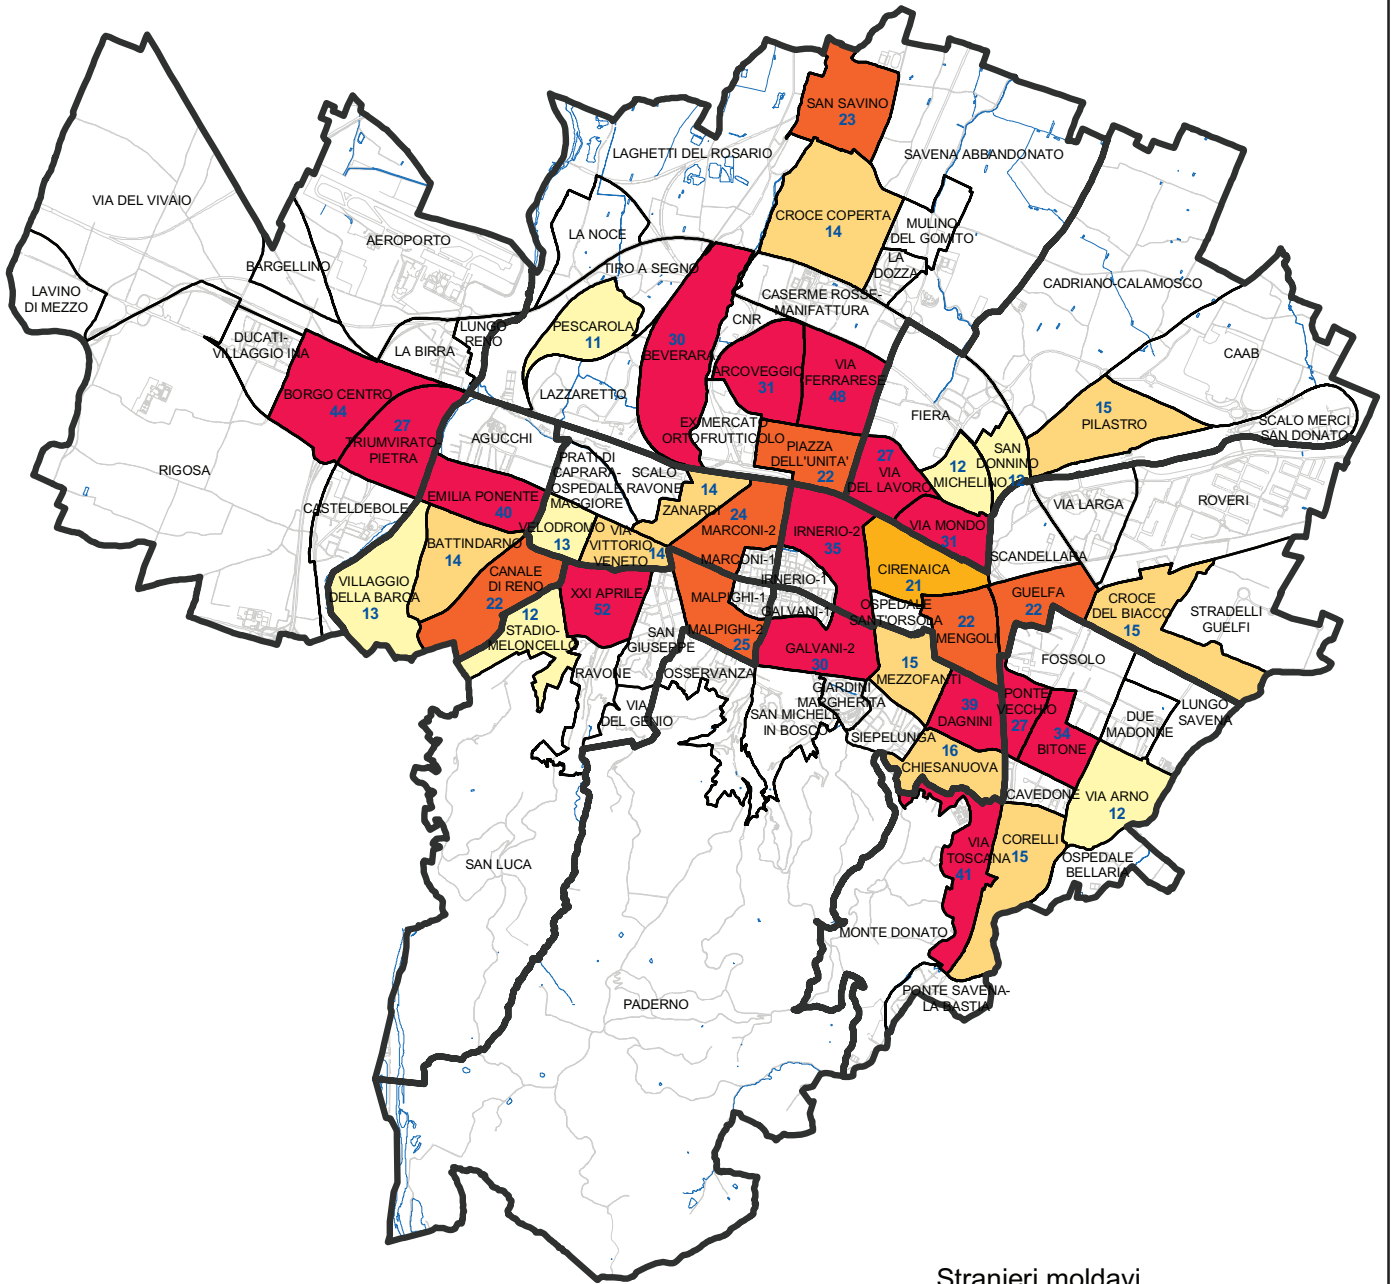 SAN SAVINO
23
LAGHETTI DEL ROSARIO
SAVENA ABBANDONATO
VIA DEL VIVAIO
CROCE COPERTA
14
MULINO
DEL GOMITO
LA NOCE
AEROPORTO
LA
DOZZA
BARGELLINO
TIRO A SEGNO
CADRIANO-CALAMOSCO
LAVINO
DI MEZZO
CASERME ROSSE-
MANIFATTURA
CNR
PESCAROLA
11
LUNGO
RENO
DUCATI-
VILLAGGIO INA
LA BIRRA
30
BEVERARA
CAAB
ARCOVEGGIO
31
VIA
FERRARESE
48
BORGO CENTRO
44
LAZZARETTO
FIERA
15
PILASTRO
SCALO MERCI
SAN DONATO
27
TRIUMVIRATO-
PIETRA
AGUCCHI
EX MERCATO
ORTOFRUTTICOLO
PIAZZA
DELL'UNITA'
22
27
VIA
DEL LAVORO
12
MICHELINO
SAN
DONNINO
13
RIGOSA
PRATI DI
CAPRARA-
OSPEDALE
MAGGIORE
SCALO
RAVONE
14
ZANARDI
EMILIA PONENTE
40
CASTELDEBOLE
VIA LARGA
ROVERI
24
MARCONI-2
VELODROMO
13
VIA
VITTORIO
VENETO
14
IRNERIO-2
35
VIA MONDO
31
BATTINDARNO
14
MARCONI-1
SCANDELLARA
CANALE
DI RENO
22
IRNERIO-1
CIRENAICA
21
VILLAGGIO
DELLA BARCA
13
XXI APRILE
52
MALPIGHI-1
GUELFA
22
CROCE
DEL BIACCO
15
STRADELLI
GUELFI
12
STADIO-
MELONCELLO
GALVANI-1
OSPEDALE
SANT'ORSOLA
22
MENGOLI
SAN
GIUSEPPE
MALPIGHI-2
25
GALVANI-2
30
15
MEZZOFANTI
FOSSOLO
RAVONE
OSSERVANZA
GIARDINI
MARGHERITA
PONTE
VECCHIO
27
39
DAGNINI
VIA
DEL GENIO
SAN MICHELE
IN BOSCO
34
BITONE
DUE
MADONNE
LUNGO
SAVENA
SIEPELUNGA
16
CHIESANUOVA
CAVEDONE
VIA ARNO
12
VIA
TOSCANA
41
CORELLI
15
OSPEDALE
BELLARIA
SAN LUCA
MONTE DONATO
PONTE SAVENA-
LA BASTIA
PADERNO
Stranieri moldavi